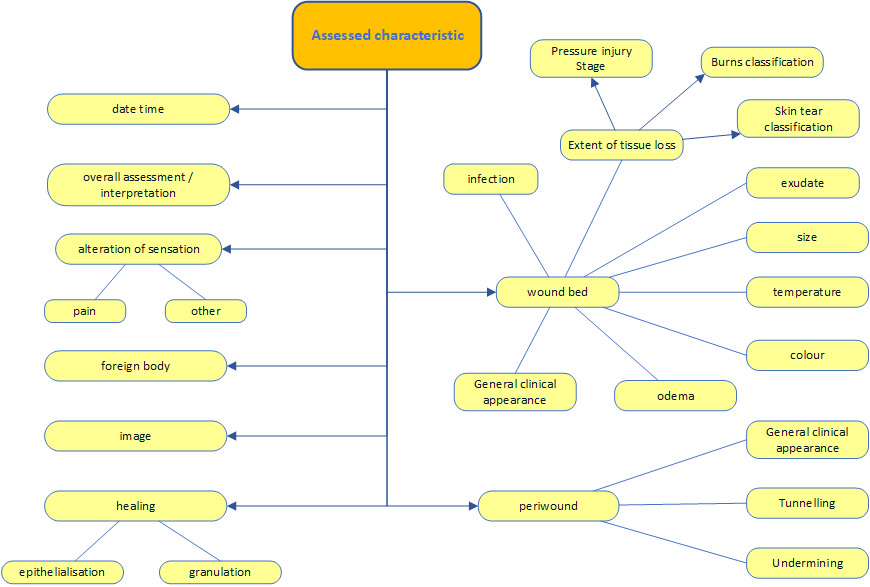 Assessed characteristic
Pressure injury
Stage
Burns classification
Skin tear
classification
Extent of tissue loss
date time
overall assessment /
interpretation
infection
exudate
alteration of sensation
size
pain
other
wound bed
temperature
foreign body
colour
General clinical
appearance
odema
image
General clinical
appearance
healing
periwound
Tunnelling
epithelialisation
granulation
Undermining